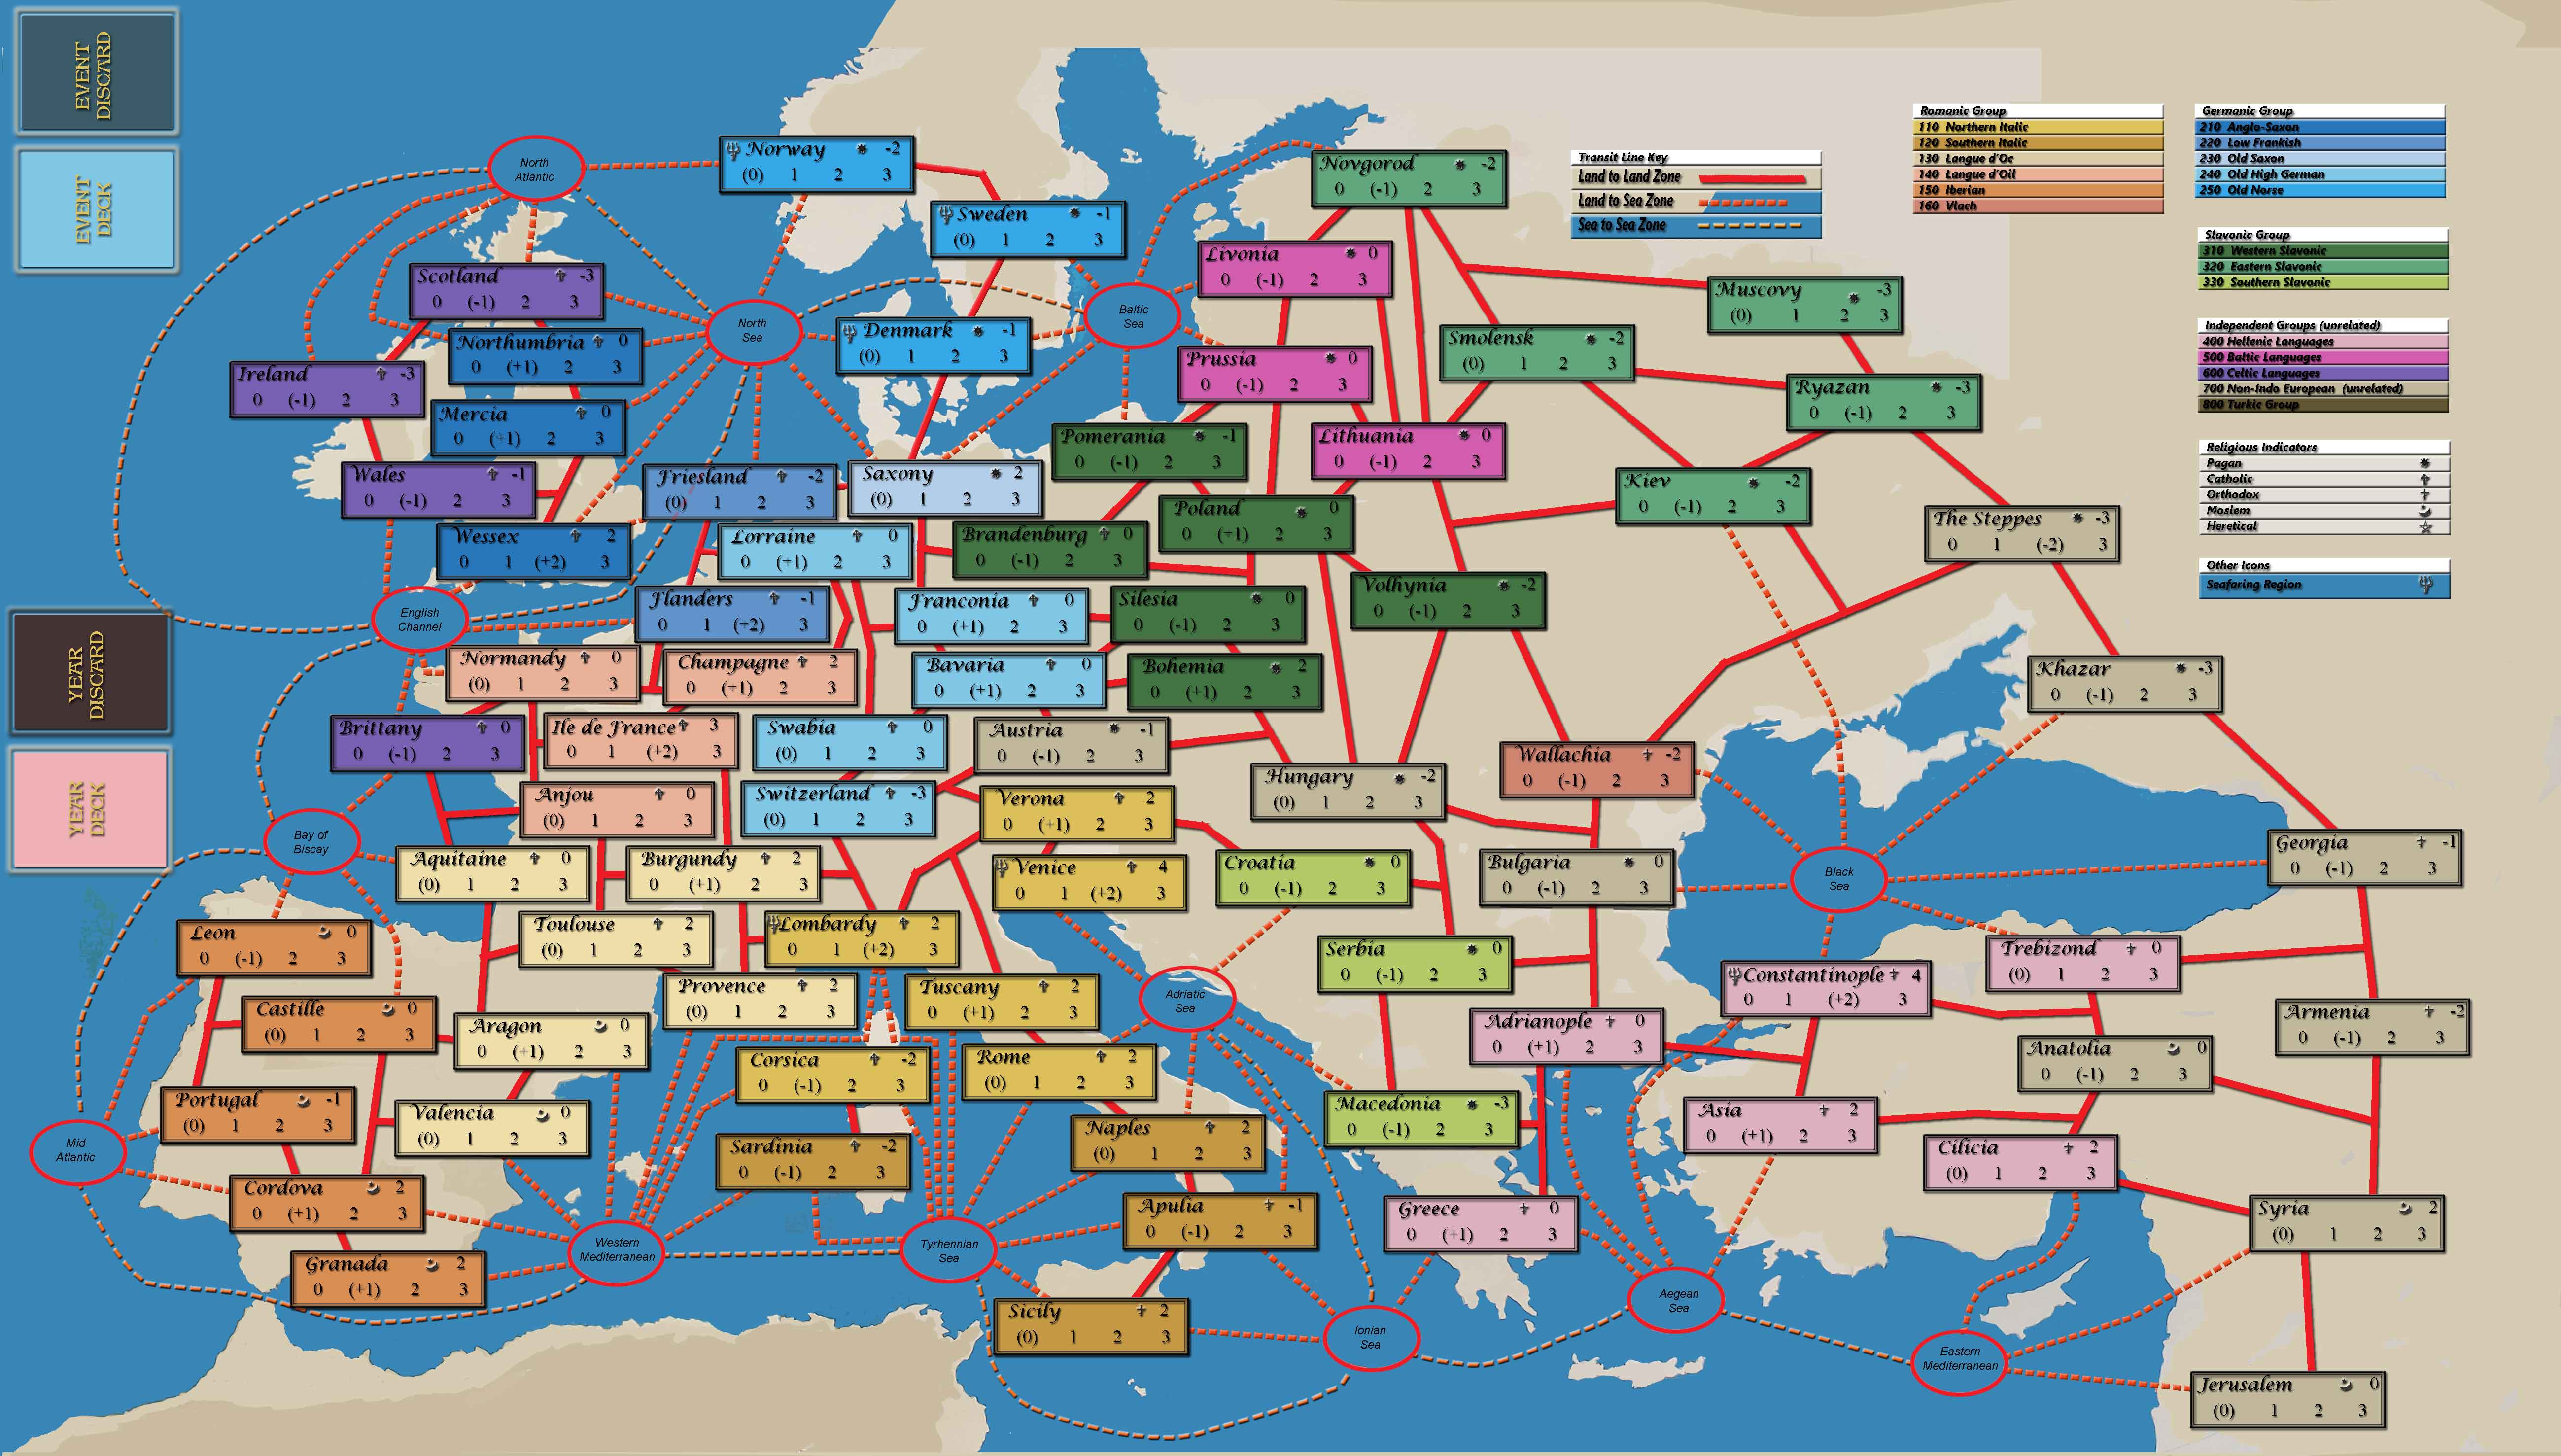 EVENT
DISCARD
EVENT
DECK
YEAR
DISCARD
YEAR
DECK
North
Atlantic
Norway -2
(0) 1 2 3
Sweden -1
(0) 1 2 3
Novgorod -2
0 (-1) 2 3
Scotland -3
0 (-1) 2 3
North
Sea
Baltic
Sea
Livonia 0
0 (-1) 2 3
Muscovy -3
(0) 1 2 3
Northumbria 0
0 (+1) 2 3
Denmark -1
(0) 1 2 3
Prussia 0
0 (-1) 2 3
Smolensk -2
(0) 1 2 3
Ireland -3
0 (-1) 2 3
Ryazan -3
0 (-1) 2 3
Mercia 0
0 (+1) 2 3
Pomerania -1
0 (-1) 2 3
Lithuania 0
0 (-1) 2 3
Wales -1
0 (-1) 2 3
Friesland -2
(0) 1 2 3
Saxony 2
(0) 1 2 3
Kiev -2
0 (-1) 2 3
Poland 0
0 (+1) 2 3
The Steppes -3
0 1 (-2) 3
Wessex 2
0 1 (+2) 3
Lorraine 0
0 (+1) 2 3
Brandenburg 0
0 (-1) 2 3
Volhynia -2
0 (-1) 2 3
English
Channel
Flanders -1
0 1 (+2) 3
Franconia 0
0 (+1) 2 3
Silesia 0
0 (-1) 2 3
Normandy 0
(0) 1 2 3
Champagne 2
0 (+1) 2 3
Bavaria 0
0 (+1) 2 3
Bohemia 2
0 (+1) 2 3
Khazar -3
0 (-1) 2 3
Brittany 0
0 (-1) 2 3
Ile de France 3
0 1 (+2) 3
Swabia 0
(0) 1 2 3
Austria -1
0 (-1) 2 3
Wallachia -2
0 (-1) 2 3
Hungary -2
(0) 1 2 3
Anjou 0
(0) 1 2 3
Switzerland -3
(0) 1 2 3
Verona 2
0 (+1) 2 3
Bay of
Biscay
Aquitaine 0
(0) 1 2 3
Burgundy 2
0 (+1) 2 3
Venice 4
0 1 (+2) 3
Croatia 0
0 (-1) 2 3
Bulgaria 0
0 (-1) 2 3
Black
Sea
Georgia -1
0 (-1) 2 3
Leon 0
0 (-1) 2 3
Toulouse 2
(0) 1 2 3
Lombardy 2
0 1 (+2) 3
Serbia 0
0 (-1) 2 3
Trebizond 0
(0) 1 2 3
Constantinople 4
0 1 (+2) 3
Provence 2
(0) 1 2 3
Tuscany 2
0 (+1) 2 3
Adriatic
Sea
Castille 0
(0) 1 2 3
Aragon 0
0 (+1) 2 3
Adrianople 0
0 (+1) 2 3
Armenia -2
0 (-1) 2 3
Corsica -2
0 (-1) 2 3
Rome 2
(0) 1 2 3
Anatolia 0
0 (-1) 2 3
Portugal -1
(0) 1 2 3
Valencia 0
(0) 1 2 3
Macedonia -3
0 (-1) 2 3
Asia 2
0 (+1) 2 3
Mid
Atlantic
Sardinia -2
0 (-1) 2 3
Naples 2
(0) 1 2 3
Cilicia 2
(0) 1 2 3
Cordova 2
0 (+1) 2 3
Apulia -1
0 (-1) 2 3
Greece 0
0 (+1) 2 3
Syria 2
(0) 1 2 3
Western
Mediterranean
Tyrhennian
Sea
Granada 2
0 (+1) 2 3
Aegean
Sea
Sicily 2
(0) 1 2 3
Ionian
Sea
Eastern
Mediterranean
Jerusalem 0
(0) 1 2 3
Transit Line Key
Land to Land Zone
Land to Sea Zone
Sea to Sea Zone
Romanic Group
110 Northern Italic
120 Southern Italic
130 Langue d'Oc
140 Langue d'Oil
150 Iberian
160 Vlach
Germanic Group
210 Anglo-Saxon
220 Low Frankish
230 Old Saxon
240 Old High German
250 Old Norse
Slavonic Group
310 Western Slavonic
320 Eastern Slavonic
330 Southern Slavonic
Independent Groups (unrelated)
400 Hellenic Languages
500 Baltic Languages
600 Celtic Languages
700 Non-Indo European (unrelated)
800 Turkic Group
Religious Indicators
Pagan
Catholic
Orthodox
Moslem
Heretical
Other Icons
Seafaring Region